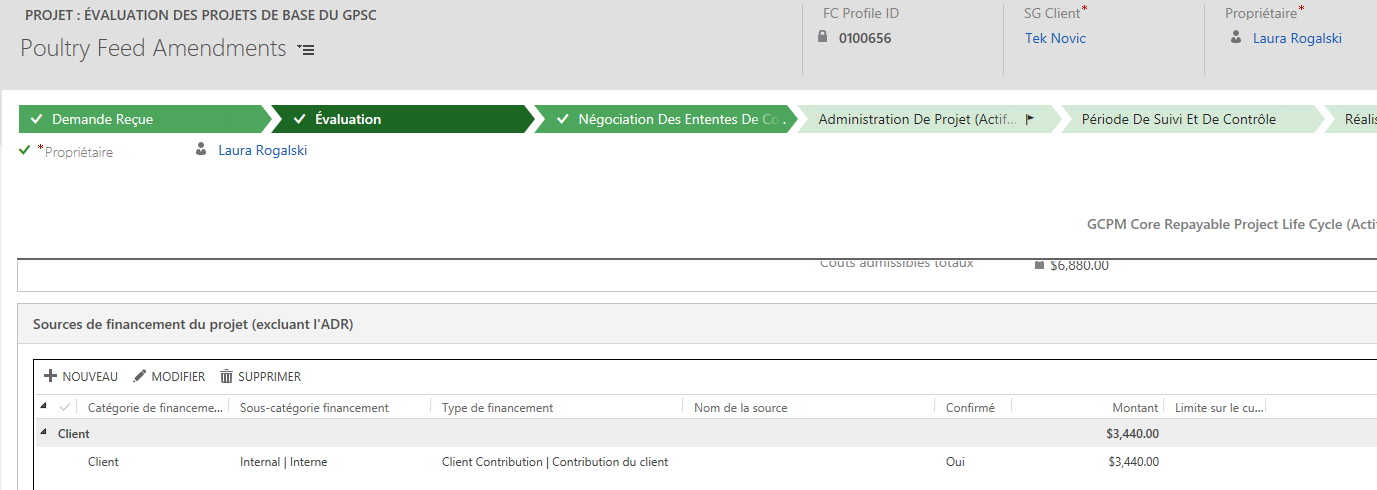 PROJET : ÉVALUATION DES PROJETS DE BASE DU GPSC
Poultry Feed Amendments
FC Profile ID
0100656
SG Client*
Tek Novic
Propriétaire*
Laura Rogalski
Demande Reçue
Évaluation
Négociation Des Ententes De Co...
Administration De Projet (Actif...
Période De Suivi Et De Contrôle
Réalis
*Propriétaire
Laura Rogalski
GCPM Core Repayable Project Life Cycle (Acti
Couts admissibles totaux
$6,880.00
Sources de financement du projet (excluant l'ADR)
NOUVEAU MODIFIER SUPPRIMER
Catégorie de financeme... Sous-catégorie financement Type de financement Nom de la source Confirmé Montant Limite sur le cu...
Client $3,440.00
Client Internal | Interne Client Contribution | Contribution du client Oui $3,440.00